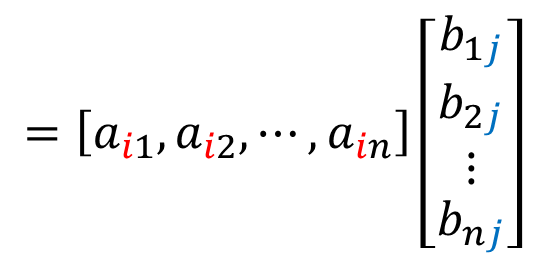 = [a_{i1}, a_{i2}, ⋯, a_{in}] [b_{1j}
b_{2j}
⋮
b_{nj}]